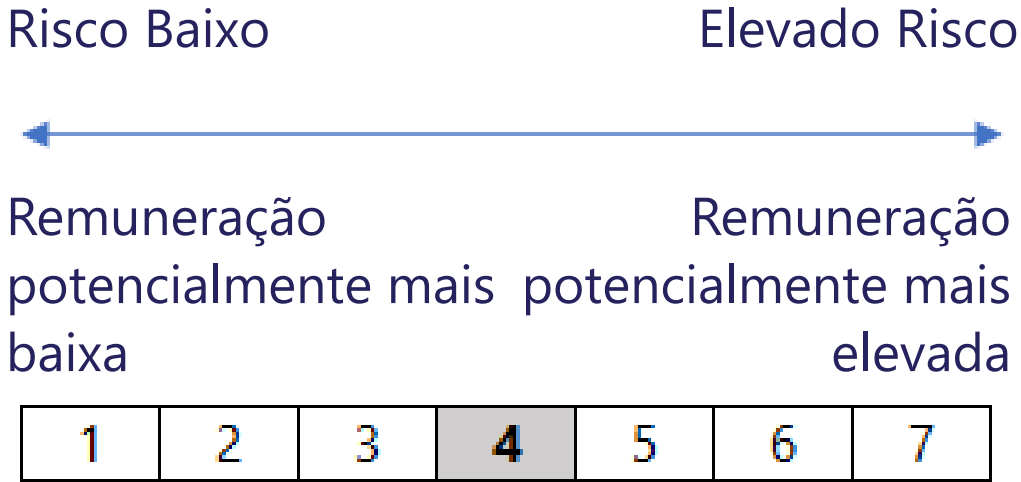 Risco Baixo Elevado Risco
Remuneração Remuneração
potencialmente mais potencialmente mais
baixa elevada
1 2 3 4 5 6 7